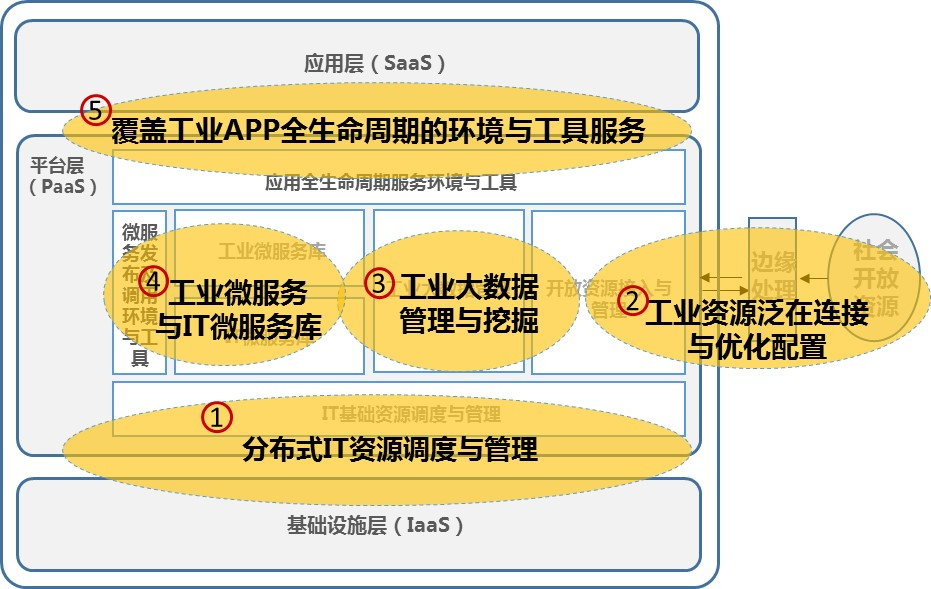 应用层（SaaS）
⑤
覆盖工业APP全生命周期的环境与工具服务
平台层
（PaaS）
应用全生命周期服务环境与工具
微服
务发
调用
环境
与工
具
工业微服务库
④
工业微服务
与IT微服务库
③
工业大数据
管理与挖掘
开放资源接入与
管理
②
工业资源泛在连接
与优化配置
边缘
处理
社会
开放
资源
IT基础资源调度与管理
①
分布式IT资源调度与管理
基础设施层（IaaS）